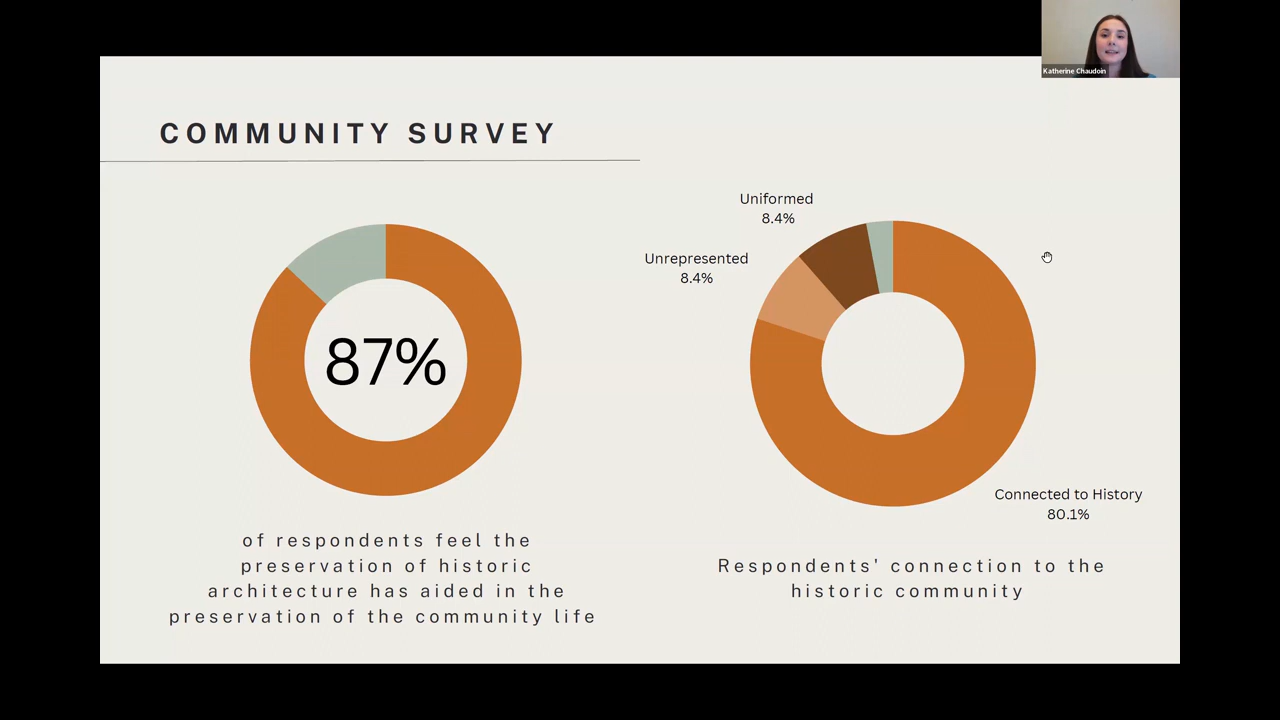 Katherine Chaudoin
COMMUNITY SURVEY
87%
of respondents feel the
preservation of historic
architecture has aided in the
preservation of the community life
Uniformed
8.4%
Unrepresented
8.4%
Connected to History
80.1%
Respondents' connection to the
historic community